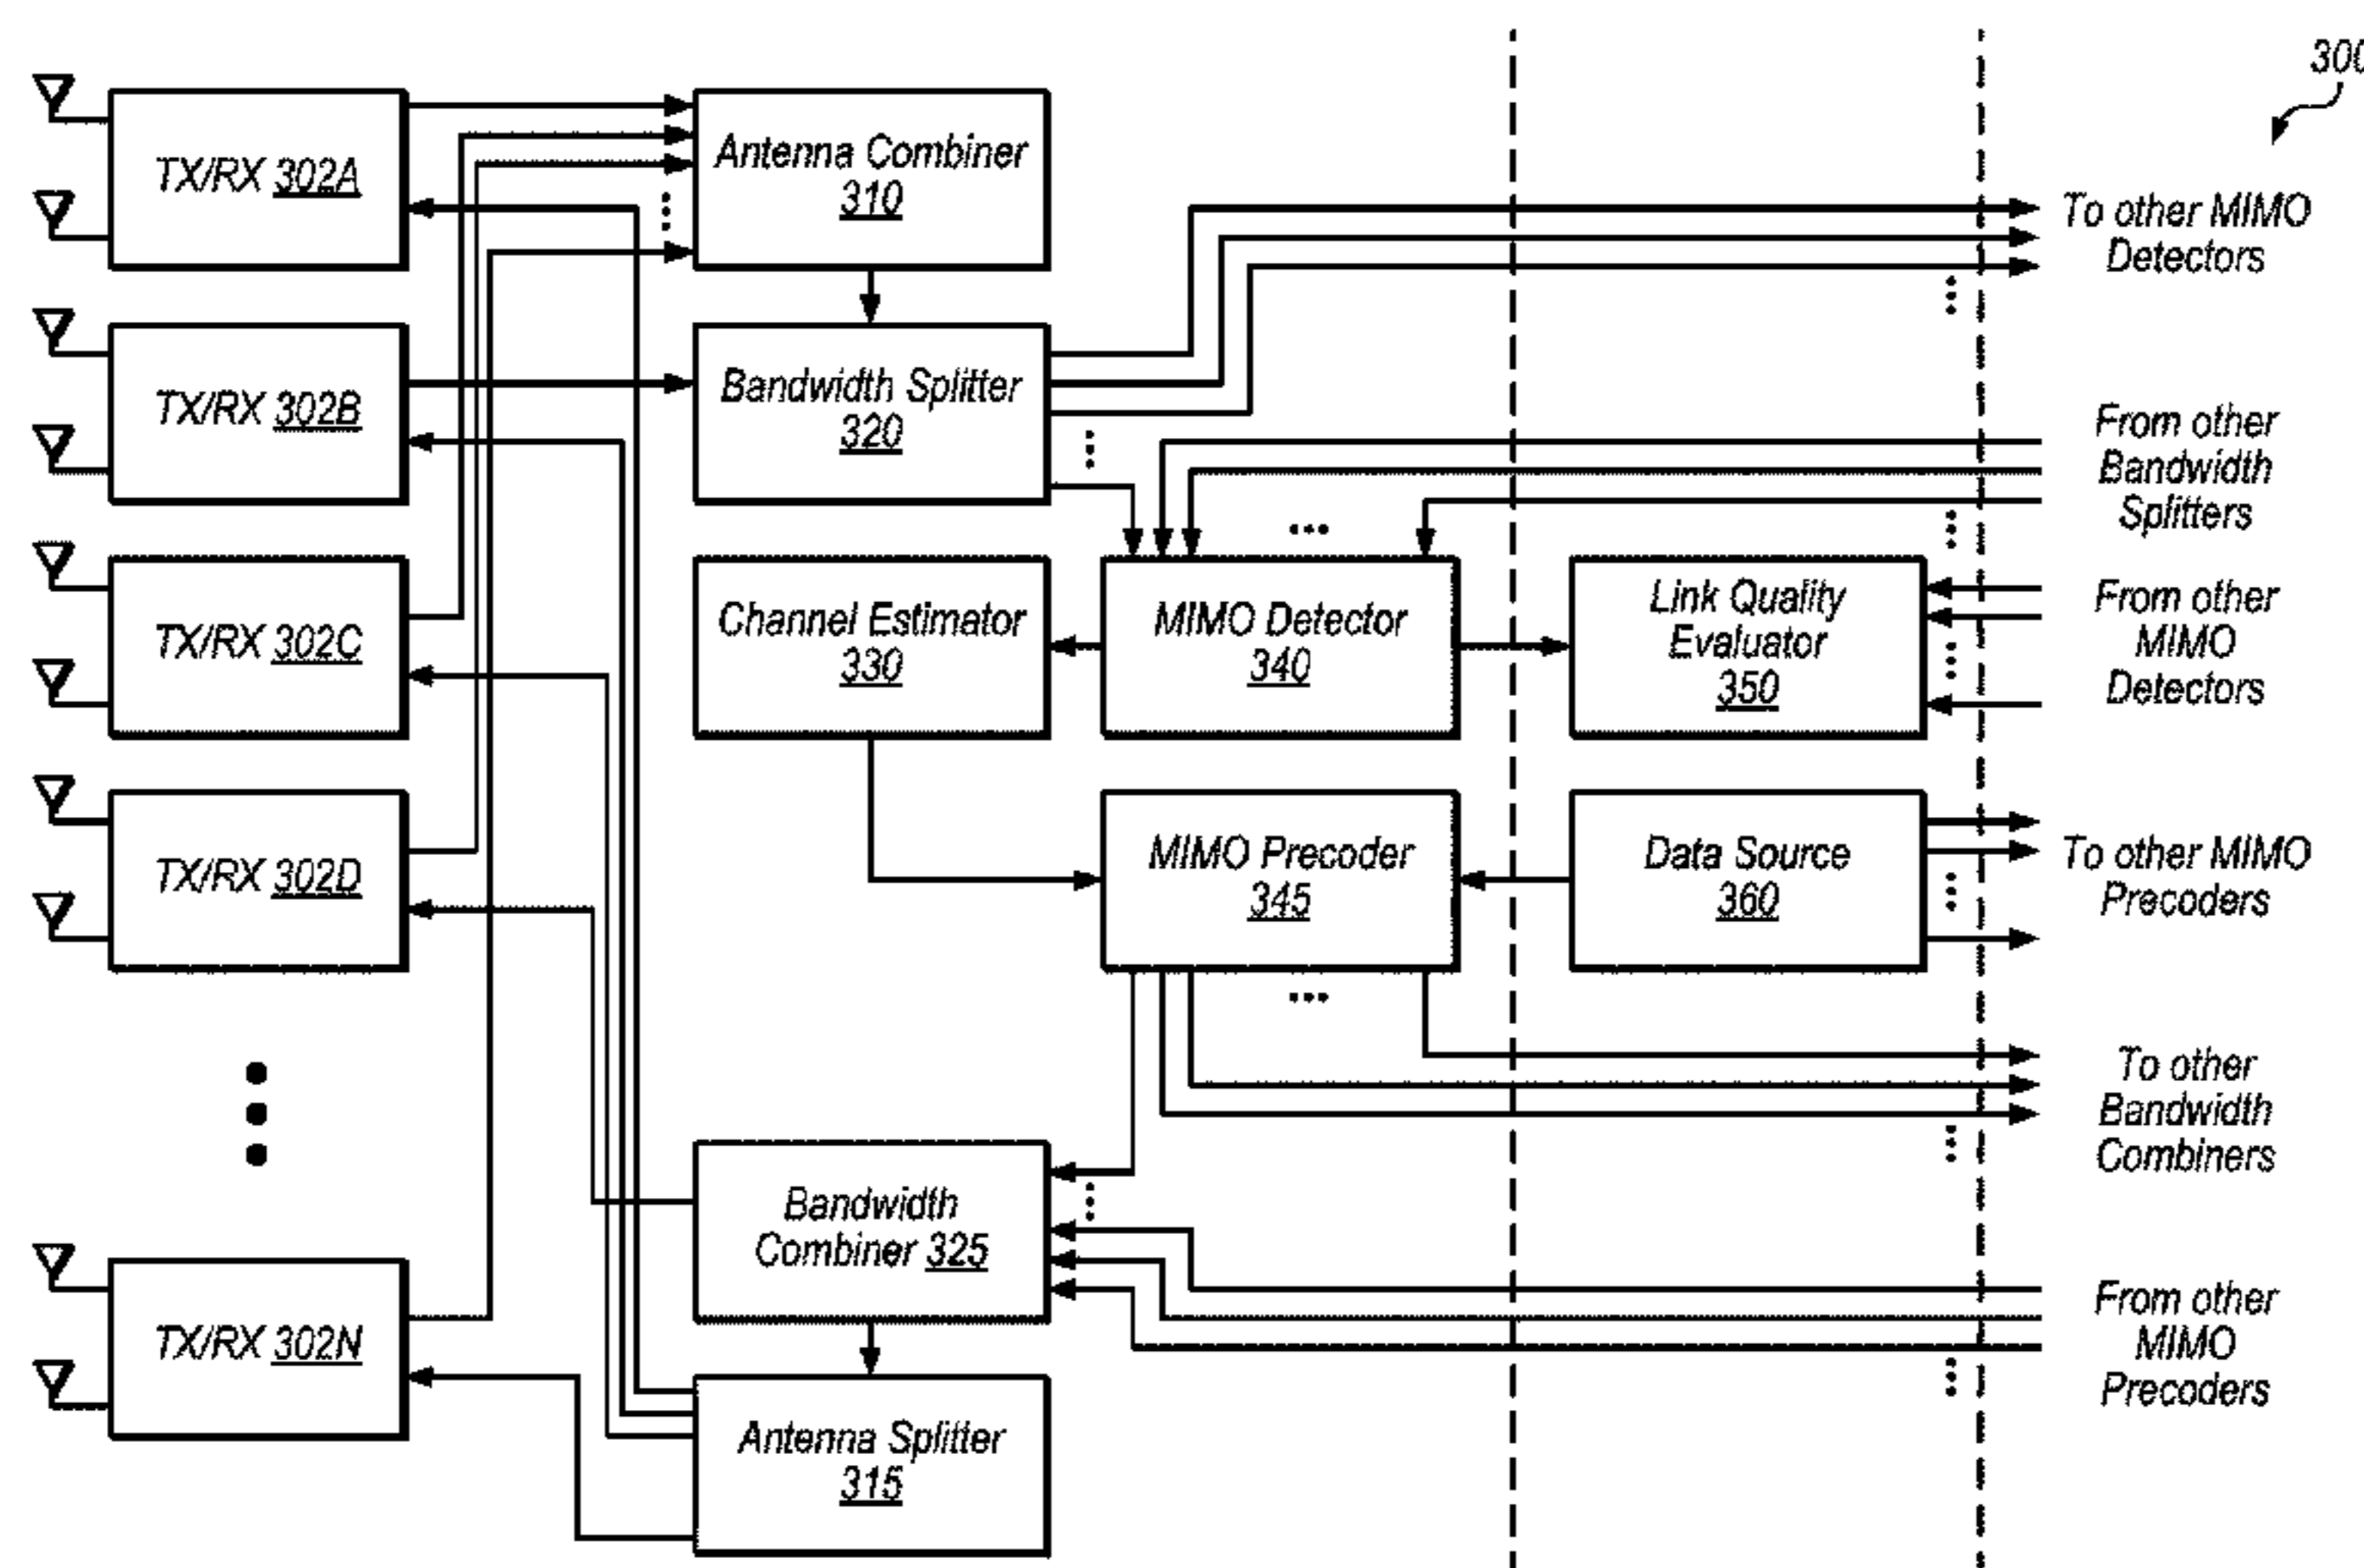 300
TX/RX 302A
Antenna Combiner
310
To other MIMO
Detectors
TX/RX 302B
Bandwidth Splitter
320
From other
Bandwidth
Splitters
TX/RX 302C
Channel Estimator
330
MIMO Detector
340
Link Quality
Evaluator
350
From other
MIMO
Detectors
TX/RX 302D
MIMO Precoder
345
Data Source
360
To other MIMO
Precoders
To other
Bandwidth
Combiners
Bandwidth
Combiner 325
TX/RX 302N
From other
MIMO
Precoders
Antenna Splitter
315